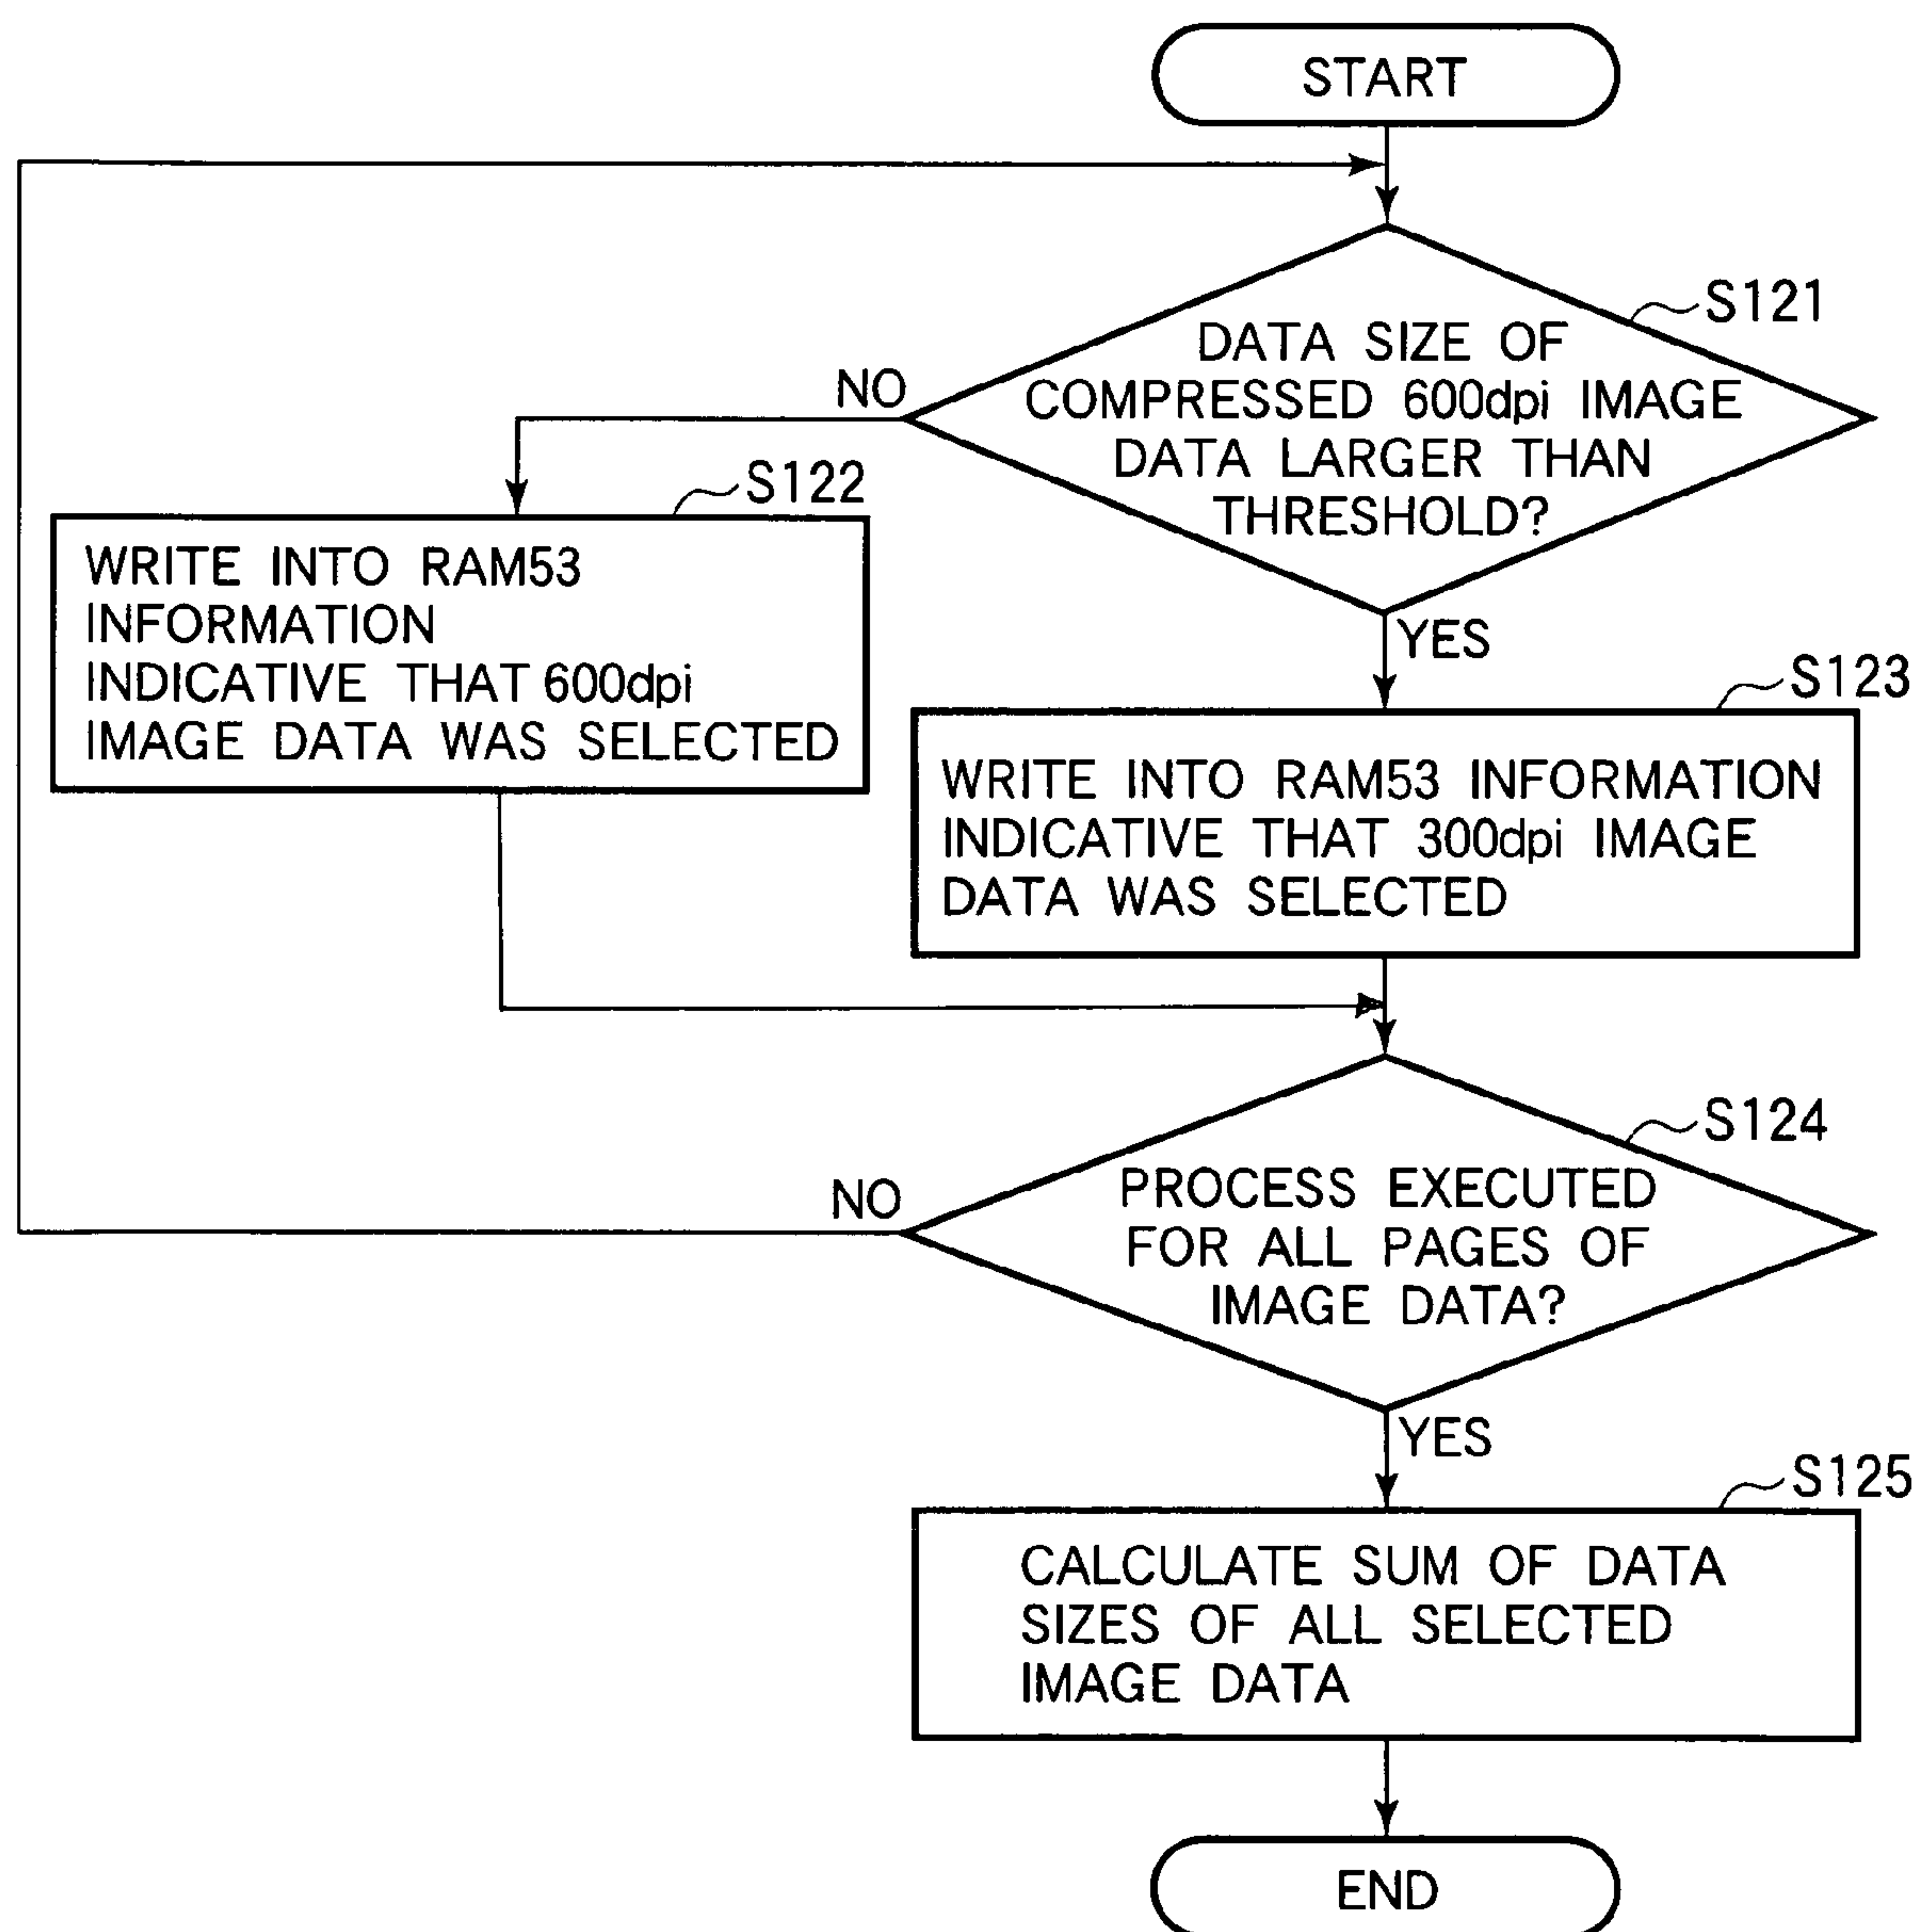 START
S121
DATA SIZE OF
COMPRESSED 600dpi IMAGE
DATA LARGER THAN
THRESHOLD?
NO
YES
S122
WRITE INTO RAM53
INFORMATION
INDICATIVE THAT 600dpi
IMAGE DATA WAS SELECTED
S123
WRITE INTO RAM53 INFORMATION
INDICATIVE THAT 300dpi IMAGE
DATA WAS SELECTED
S124
PROCESS EXECUTED
FOR ALL PAGES OF
IMAGE DATA?
NO
YES
S125
CALCULATE SUM OF DATA
SIZES OF ALL SELECTED
IMAGE DATA
END